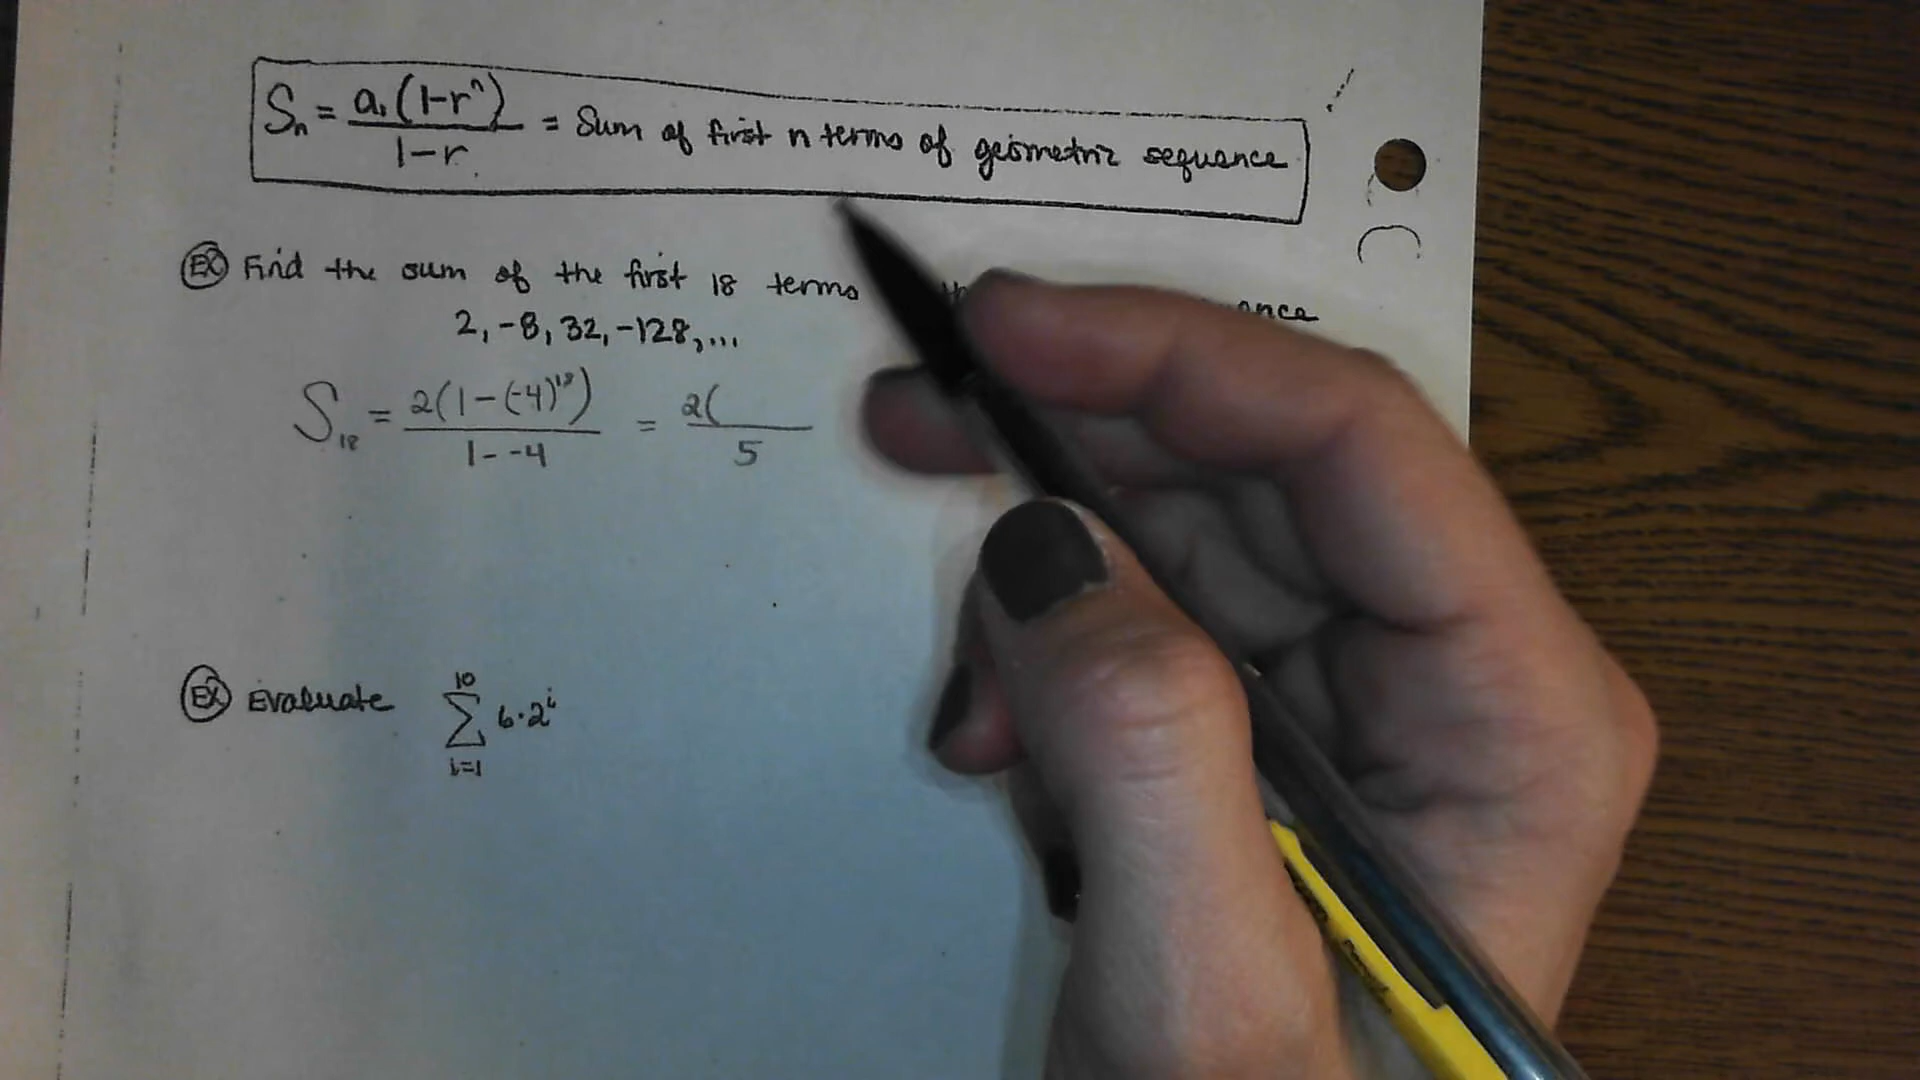 Sₙ = a₁(1-rⁿ) / 1-r = Sum of first n terms of geometric sequence
EX Find the sum of the first 18 terms
2, -8, 32, -128, ...
S₁₈ = 2(1-(-4)¹⁸) / 1--4 = 2( / 5
EX Evaluate 10 ∑ i=1 6·2ⁱ